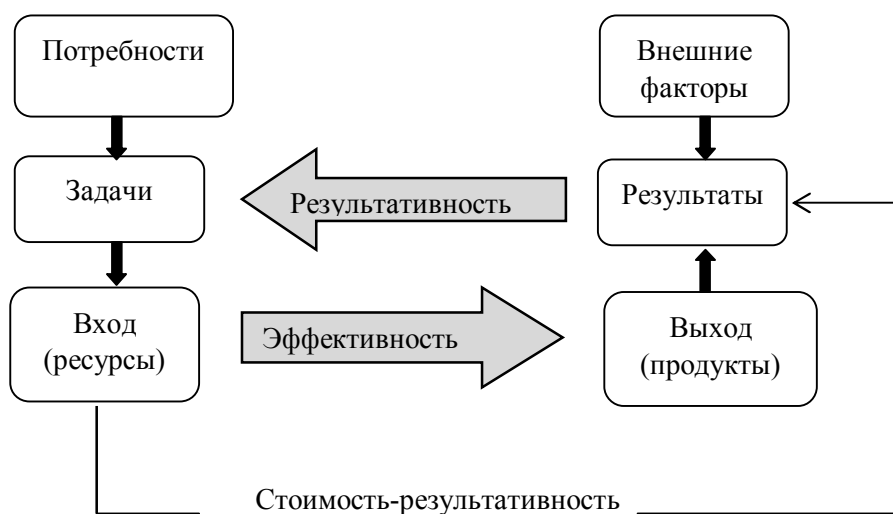 Потребности
Внешние
факторы
Задачи
Результативность
Результаты
Вход
(ресурсы)
Эффективность
Выход
(продукты)
Стоимость-результативность